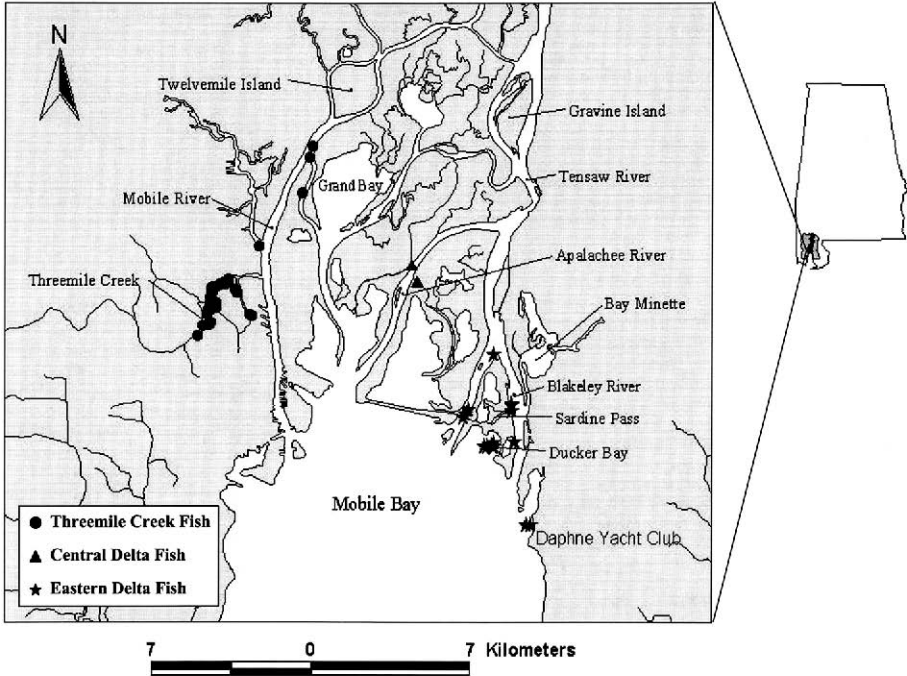 N
Twelvemile Island
Gravine Island
Grand Bay
Tensaw River
Mobile River
Apalachee River
Threemile Creek
Bay Minette
Blakeley River
Sardine Pass
Ducker Bay
Mobile Bay
Daphne Yacht Club
Threemile Creek Fish
Central Delta Fish
Eastern Delta Fish
7 0 7 Kilometers